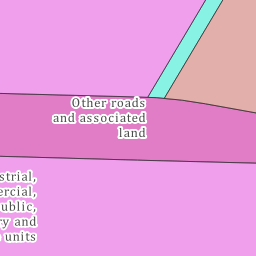 Other roads
and associated
land
strial,
ercial,
ublic,
ry and
units